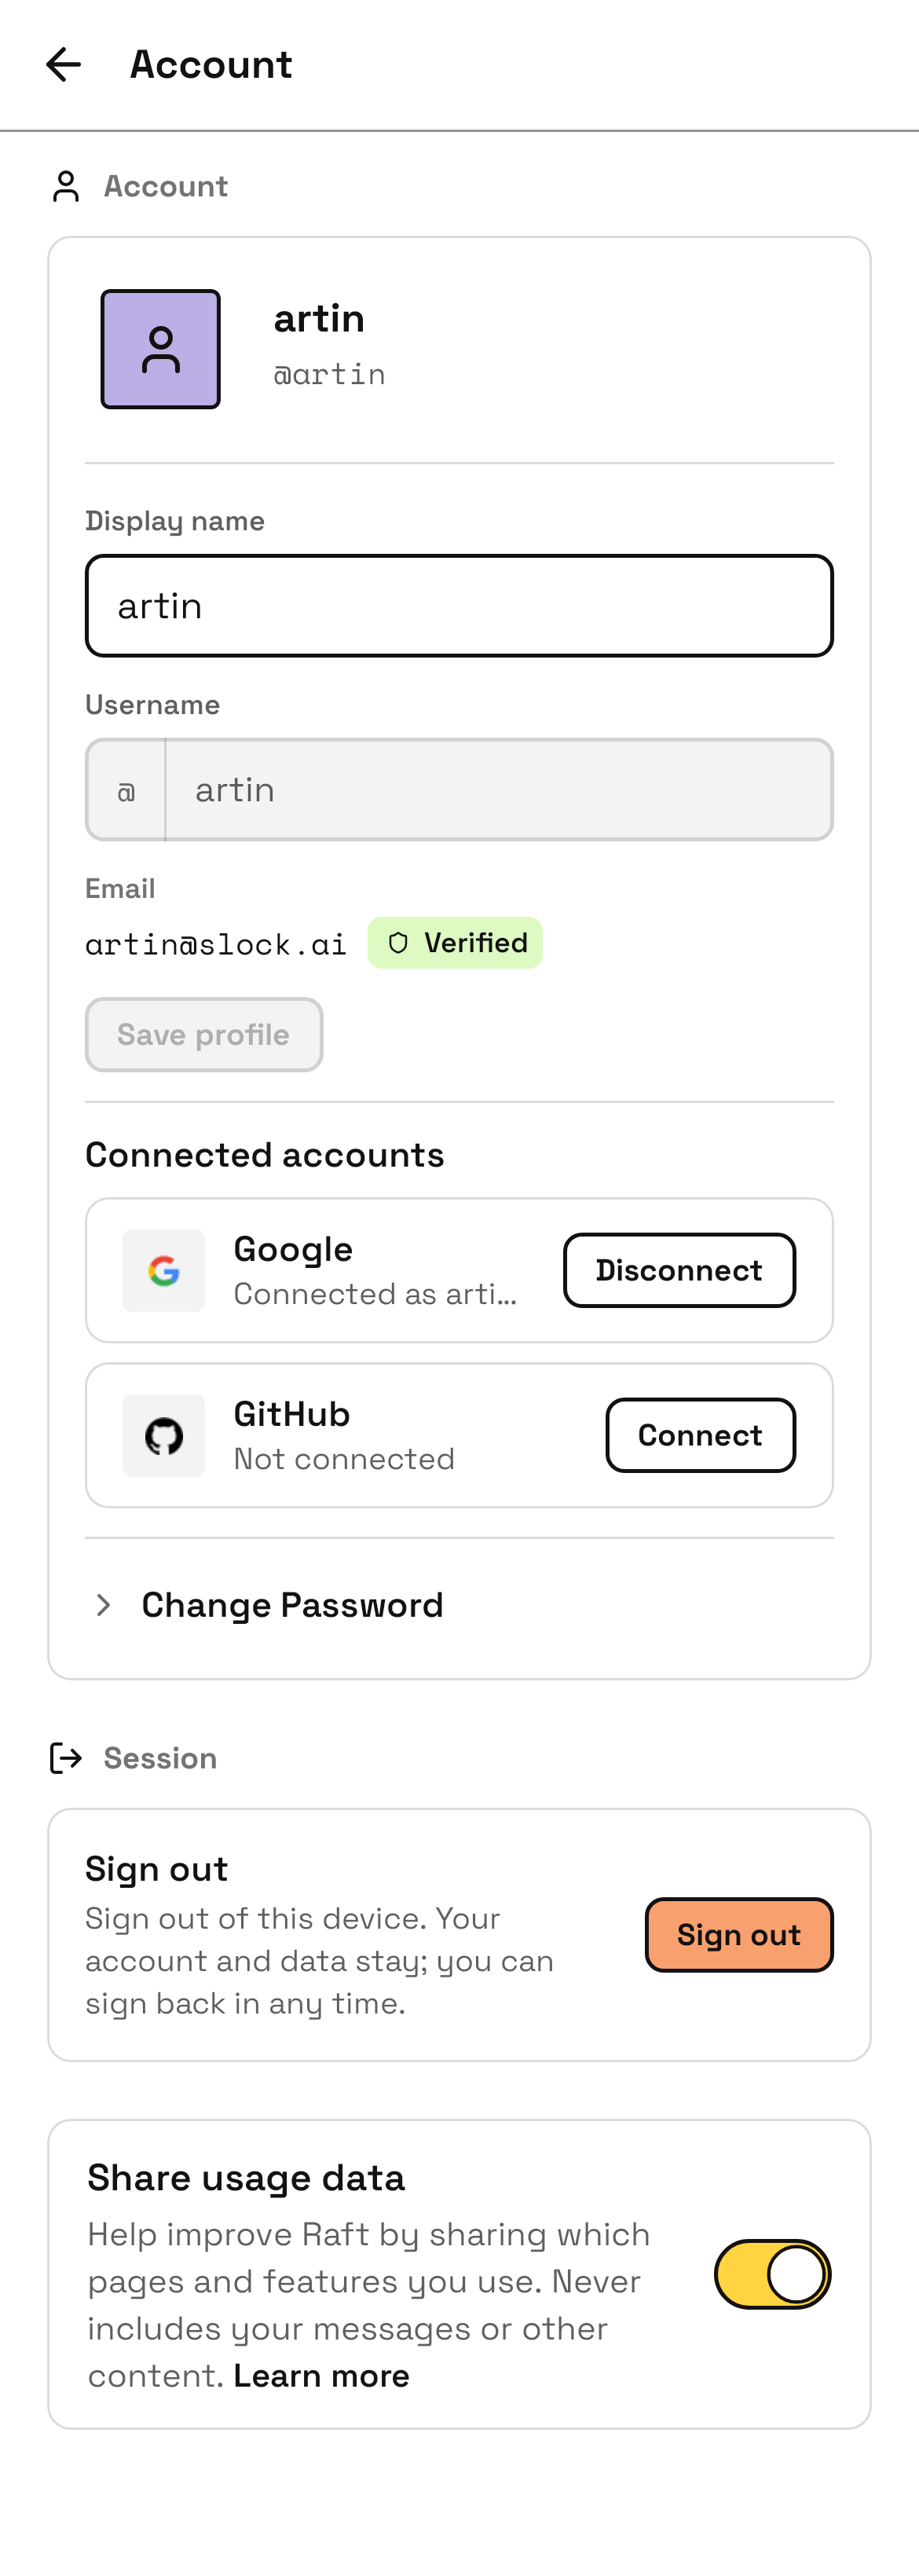 Account
Account
artin
@artin
Display name
artin
Username
@ artin
Email
artin@slock.ai Verified
Save profile
Connected accounts
Google
Connected as arti...
Disconnect
GitHub
Not connected
Connect
Change Password
Session
Sign out
Sign out of this device. Your
account and data stay; you can
sign back in any time.
Sign out
Share usage data
Help improve Raft by sharing which
pages and features you use. Never
includes your messages or other
content. Learn more